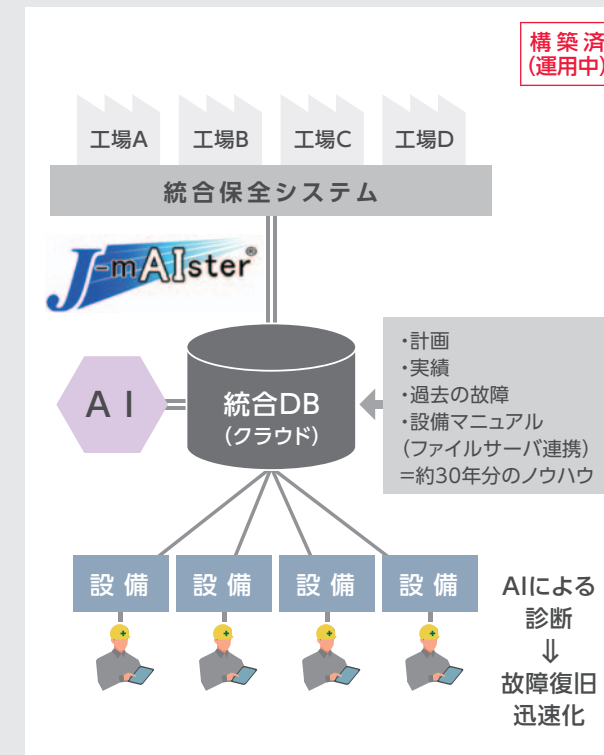 構築済
(運用中)
工場A 工場B 工場C 工場D
統合保全システム
J-mAIster®
AI
統合DB
(クラウド)
・計画
・実績
・過去の故障
・設備マニュアル
(ファイルサーバ連携)
=約30年分のノウハウ
設備 設備 設備 設備
AIによる
診断
⇓
故障復旧
迅速化